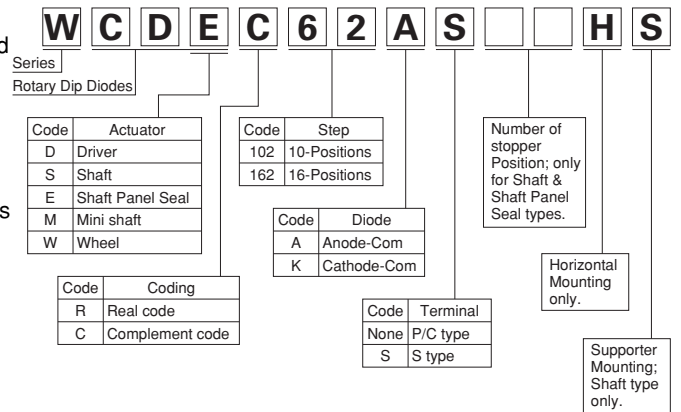 d
W C D E C 6 2 A S H S
Series
Rotary Dip Diodes
Code Actuator
D Driver
S Shaft
E Shaft Panel Seal
M Mini shaft
W Wheel
s
Code Step
102 10-Positions
162 16-Positions
Number of
stopper
Position; only
for Shaft &
Shaft Panel
Seal types.
Code Diode
A Anode-Com
K Cathode-Com
Horizontal
Mounting
only.
Code Coding
R Real code
C Complement code
Code Terminal
None P/C type
S S type
Supporter
Mounting;
Shaft type
only.